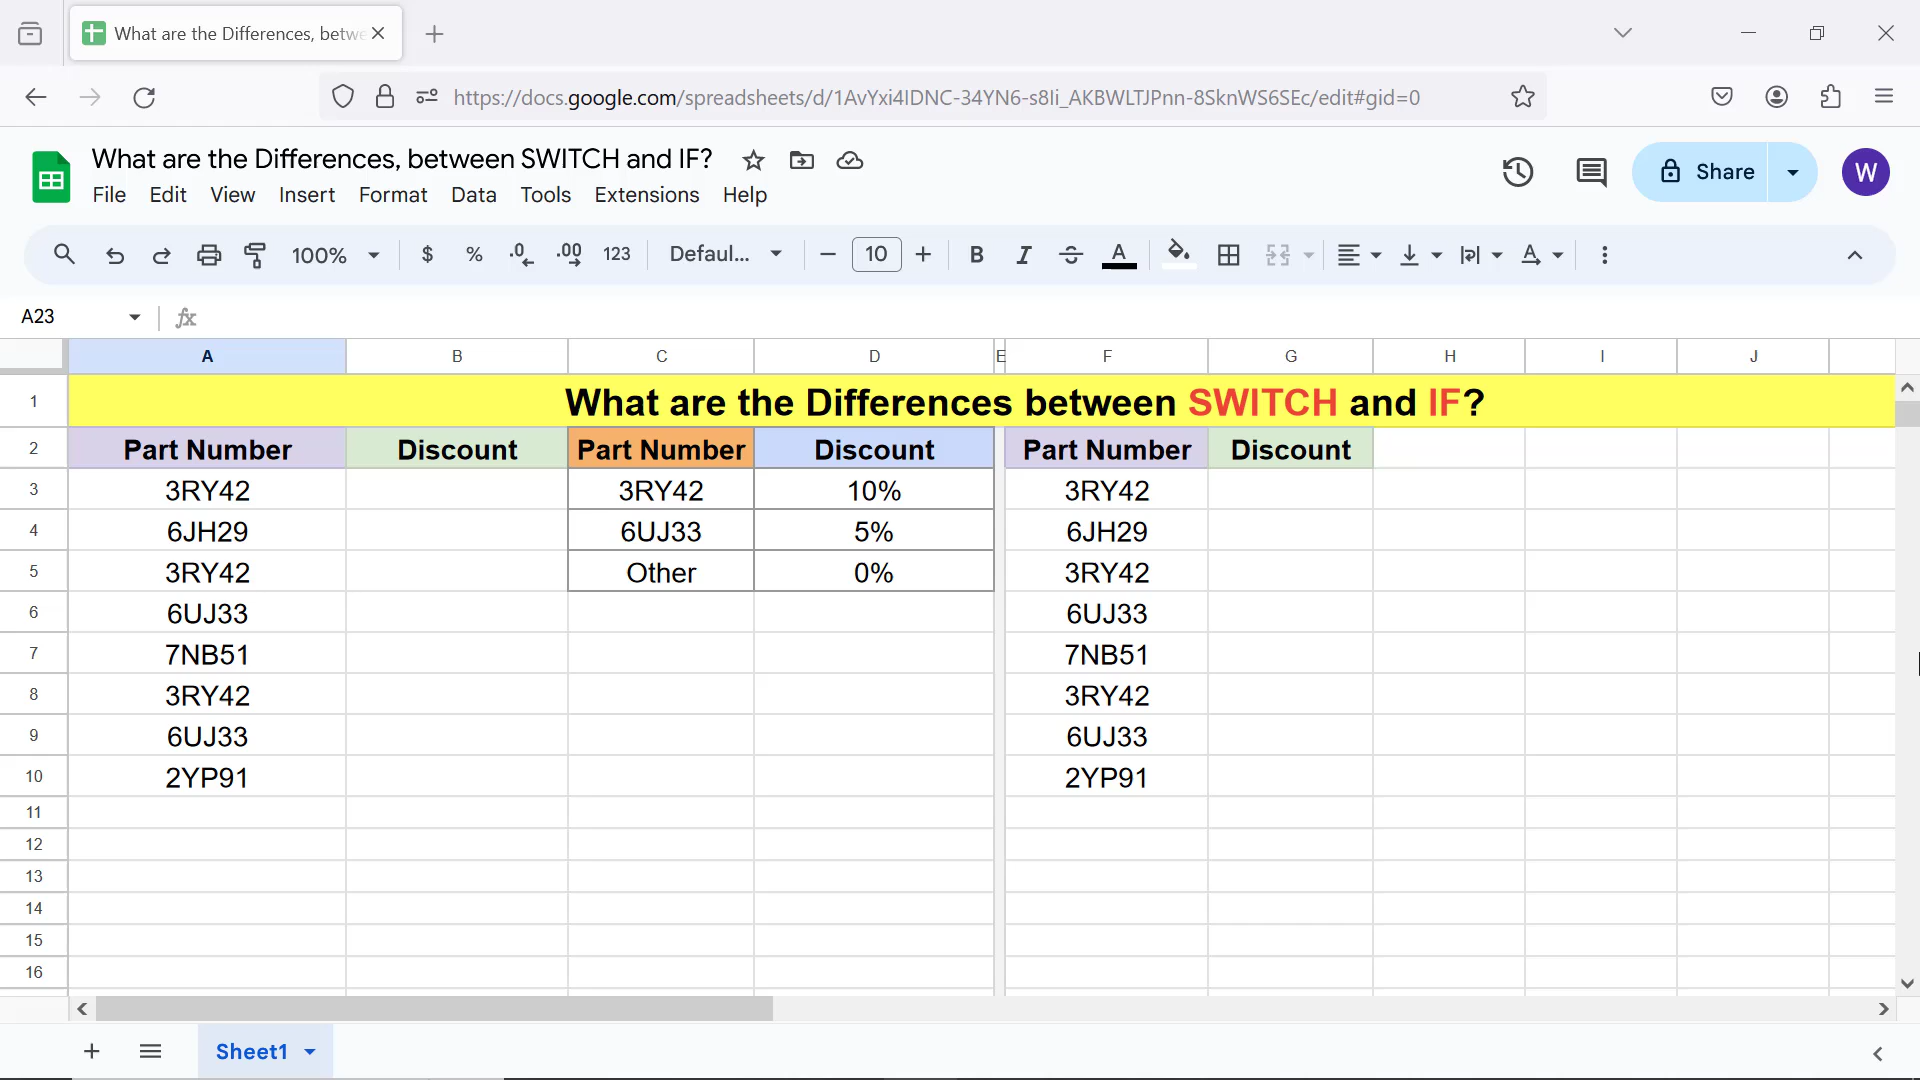 What are the Differences, betwe
https://docs.google.com/spreadsheets/d/1AvYxi4IDNC-34YN6-s8Ii_AKBWLTJPnn-8SknWS6SEc/edit#gid=0
What are the Differences, between SWITCH and IF?
File Edit View Insert Format Data Tools Extensions Help
Share
W
100% $ % .0 .00 123 Defaul... 10 B I S A
A23 fx
A B C D E F G H I J
1 What are the Differences between SWITCH and IF?
2 Part Number Discount Part Number Discount Part Number Discount
3 3RY42 3RY42 10% 3RY42
4 6JH29 6UJ33 5% 6JH29
5 3RY42 Other 0% 3RY42
6 6UJ33 6UJ33
7 7NB51 7NB51
8 3RY42 3RY42
9 6UJ33 6UJ33
10 2YP91 2YP91
11
12
13
14
15
16
Sheet1